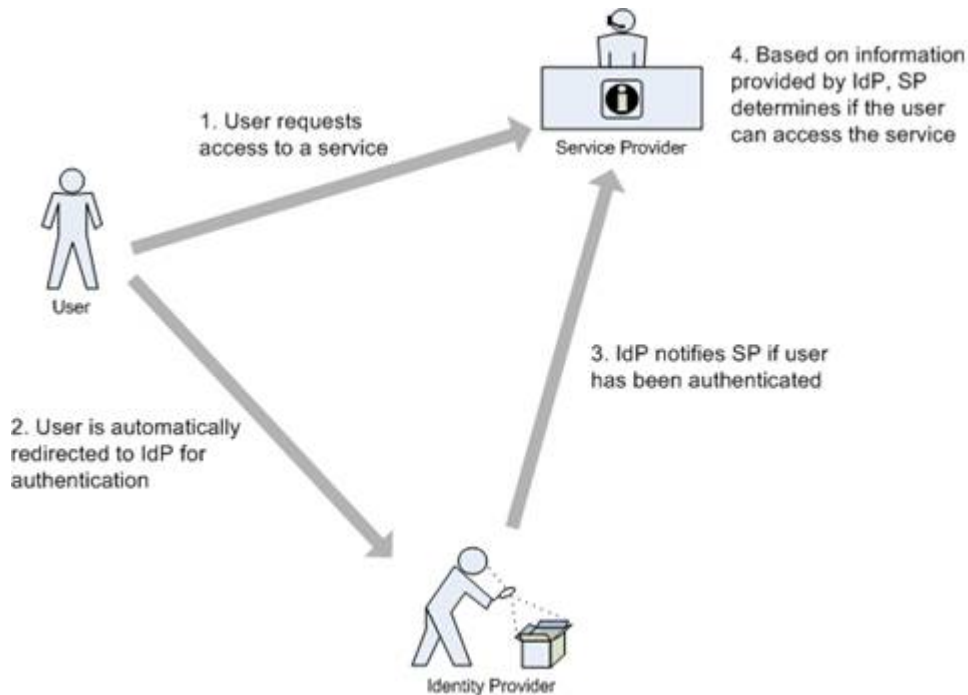 1. User requests
access to a service
Service Provider
4. Based on information
provided by IdP, SP
determines if the user
can access the service
User
2. User is automatically
redirected to IdP for
authentication
3. IdP notifies SP if user
has been authenticated
Identity Provider